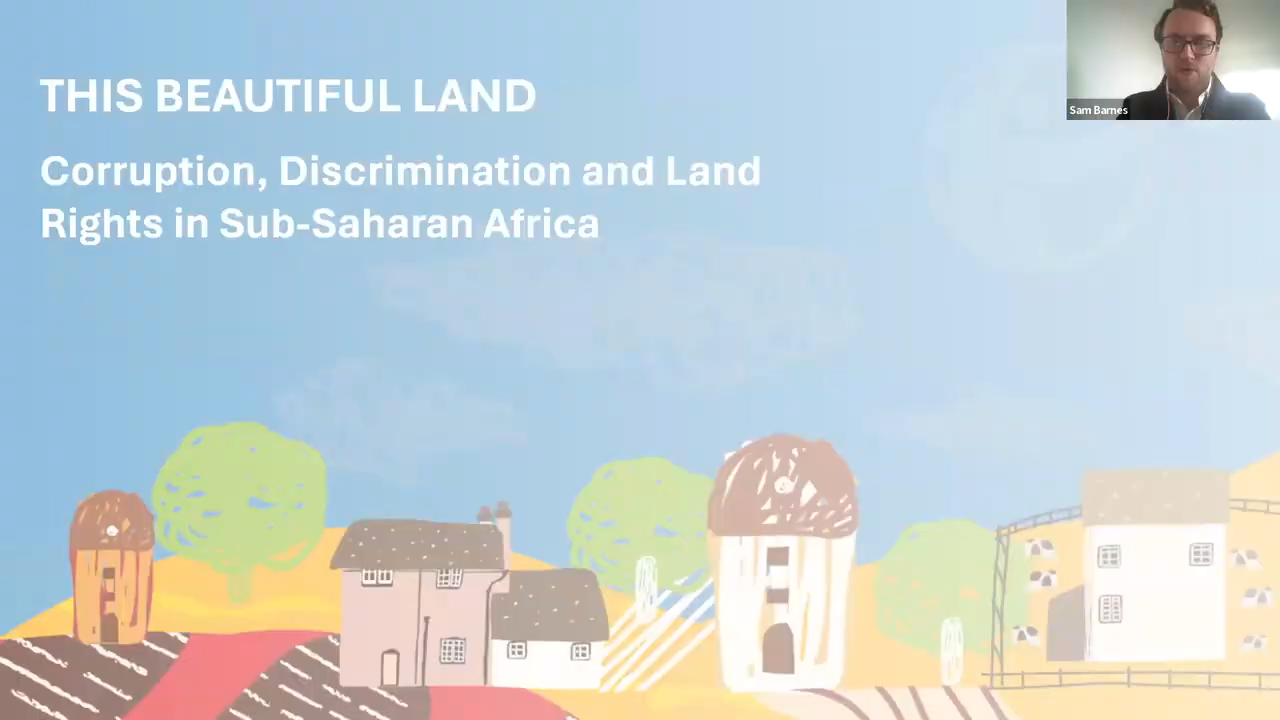 THIS BEAUTIFUL LAND
Corruption, Discrimination and Land
Rights in Sub-Saharan Africa
Sam Barnes